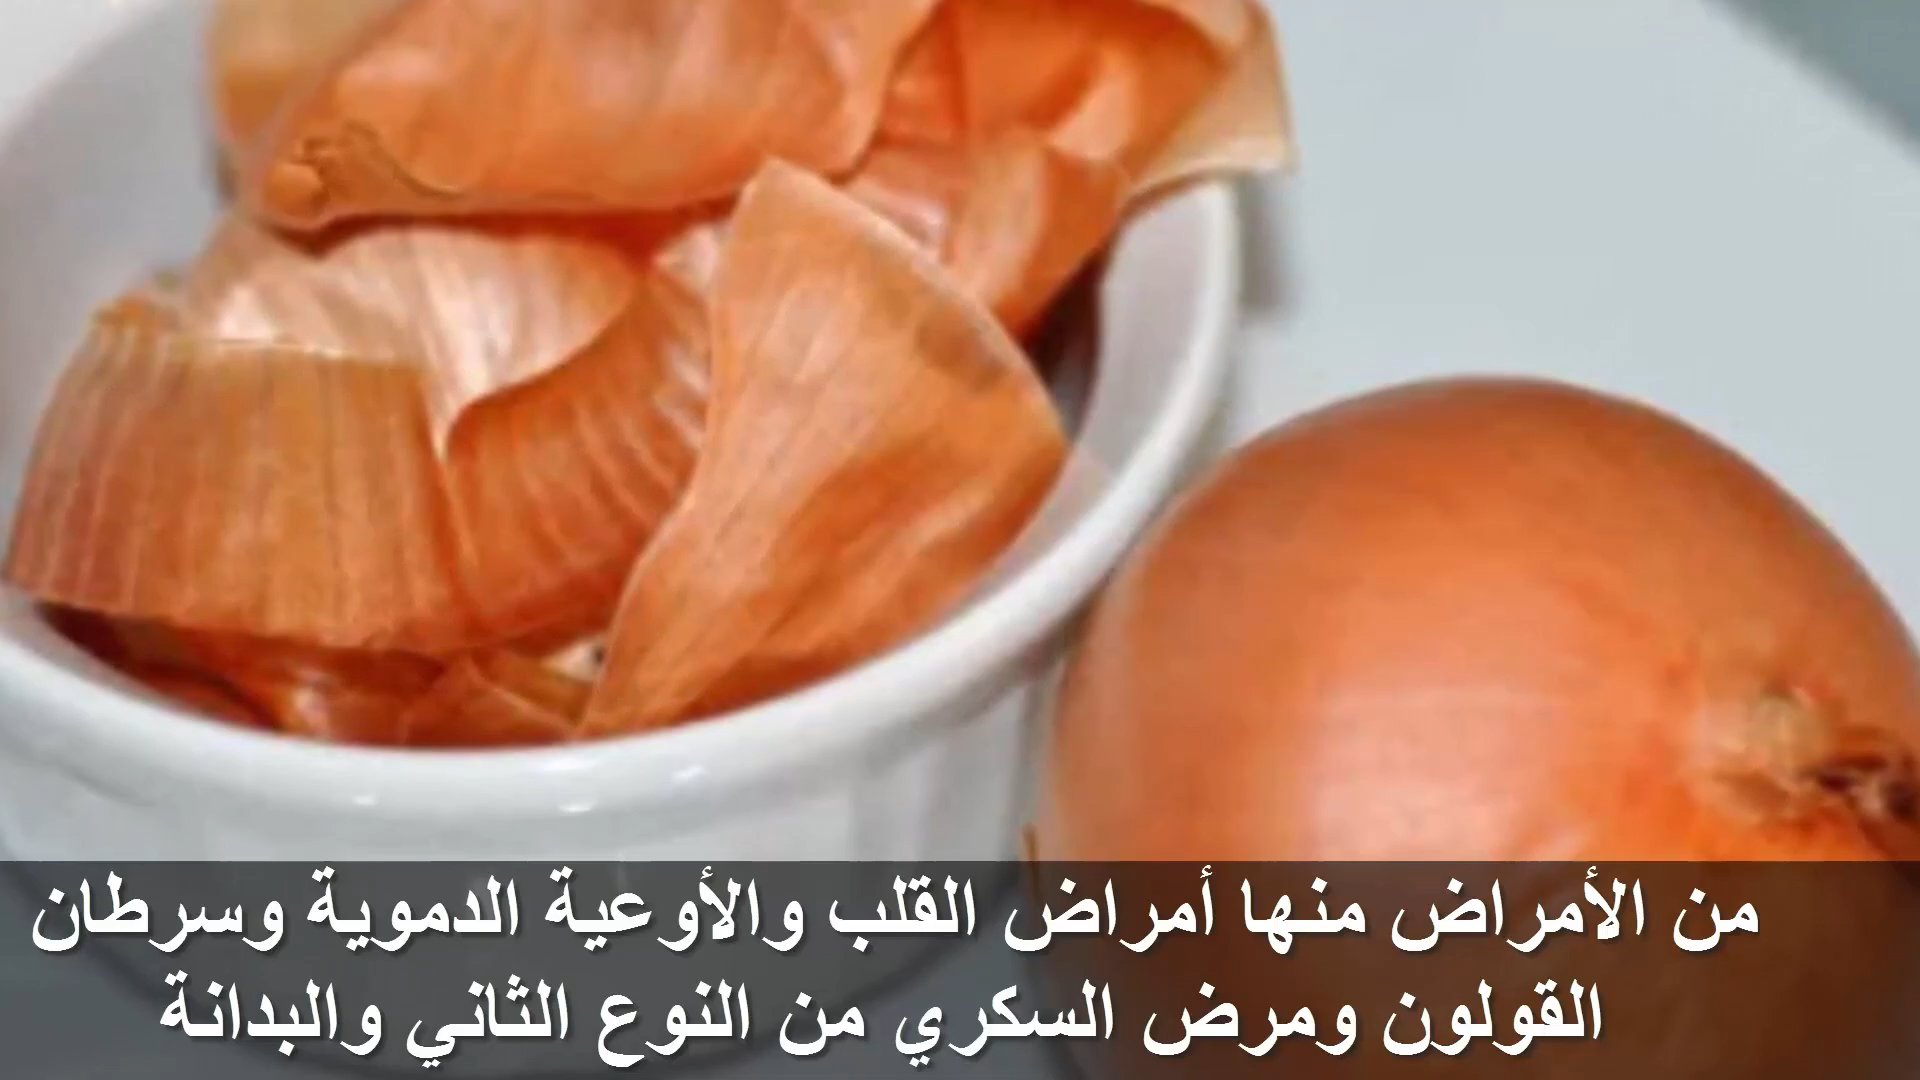 من الأمراض منها أمراض القلب والأوعية الدموية وسرطان
القولون ومرض السكري من النوع الثاني والبدانة